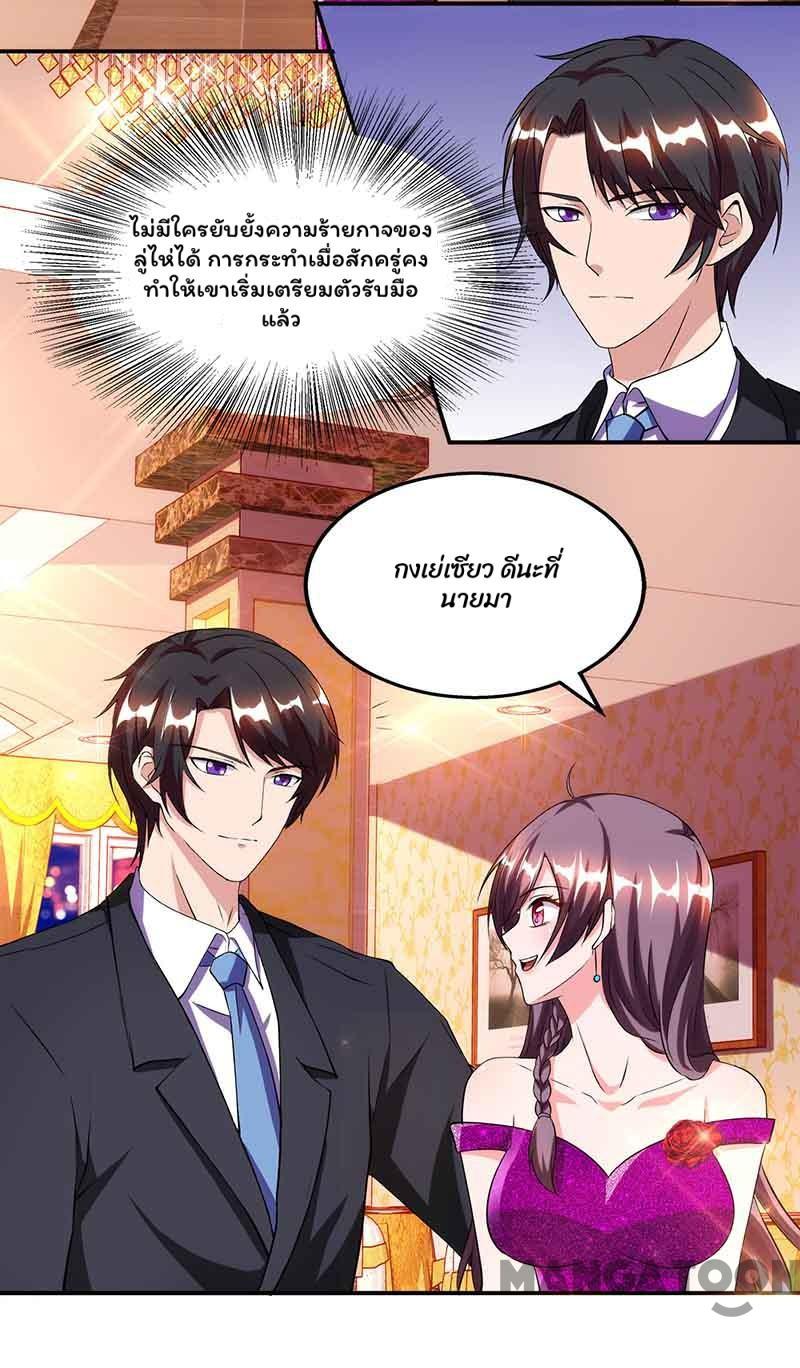 ไม่มีใครยับยั้งความร้ายกาจของ
ลู่ไห่ได้ การกระทำเมื่อสักครู่คง
ทำให้เขาเริ่มเตรียมตัวรับมือ
แล้ว
กงเย่เซียว ดีนะที่
นายมา
MANGATOON